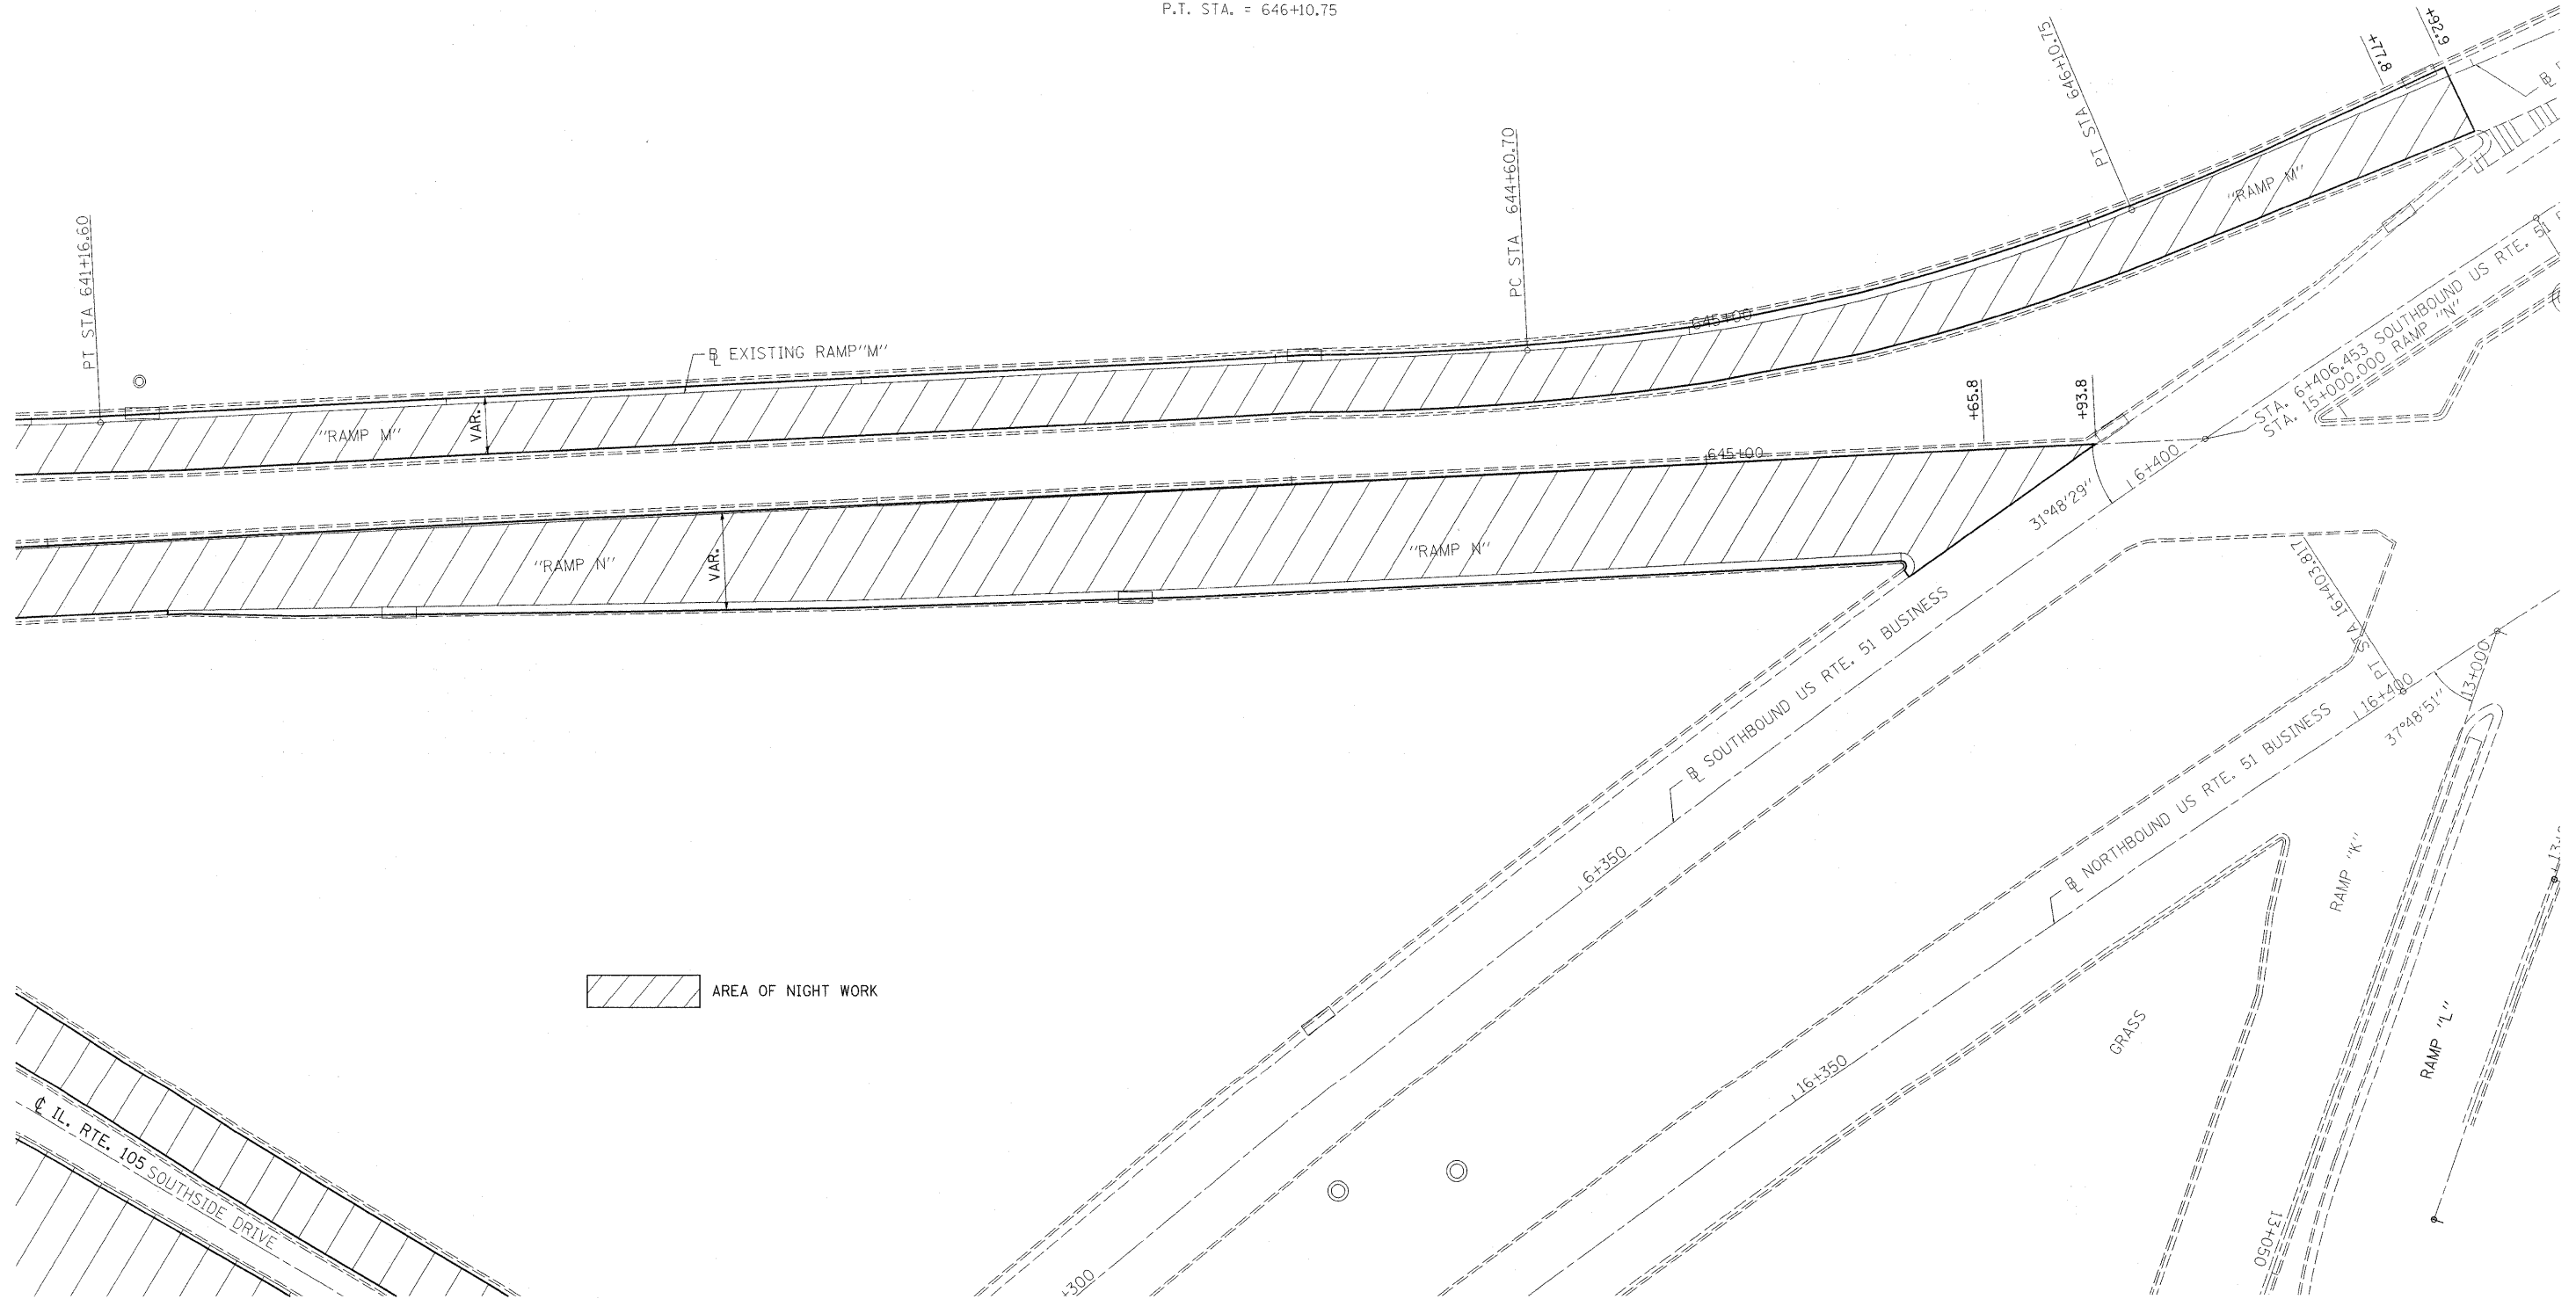 P.T. STA. = 646+10.75
PT STA 646+10.75
+77.8
+92.9
PT STA 641+16.60
PC STA 644+60.70
"RAMP M"
645+00
B EXISTING RAMP"M"
"RAMP M"
VAR.
+65.8
+93.8
STA. 6+406.453 SOUTHBOUND US RTE. 51
STA. 15+000.000 RAMP "N"
645+00
6+400
31°48'29"
"RAMP N"
VAR.
"RAMP N"
PT STA 16+403.817
13+000
16+400
37°48'51"
B SOUTHBOUND US RTE. 51 BUSINESS
B NORTHBOUND US RTE. 51 BUSINESS
6+350
RAMP "K"
AREA OF NIGHT WORK
GRASS
RAMP "L"
16+350
₵ IL. RTE. 105 SOUTHSIDE DRIVE
+300
13+050